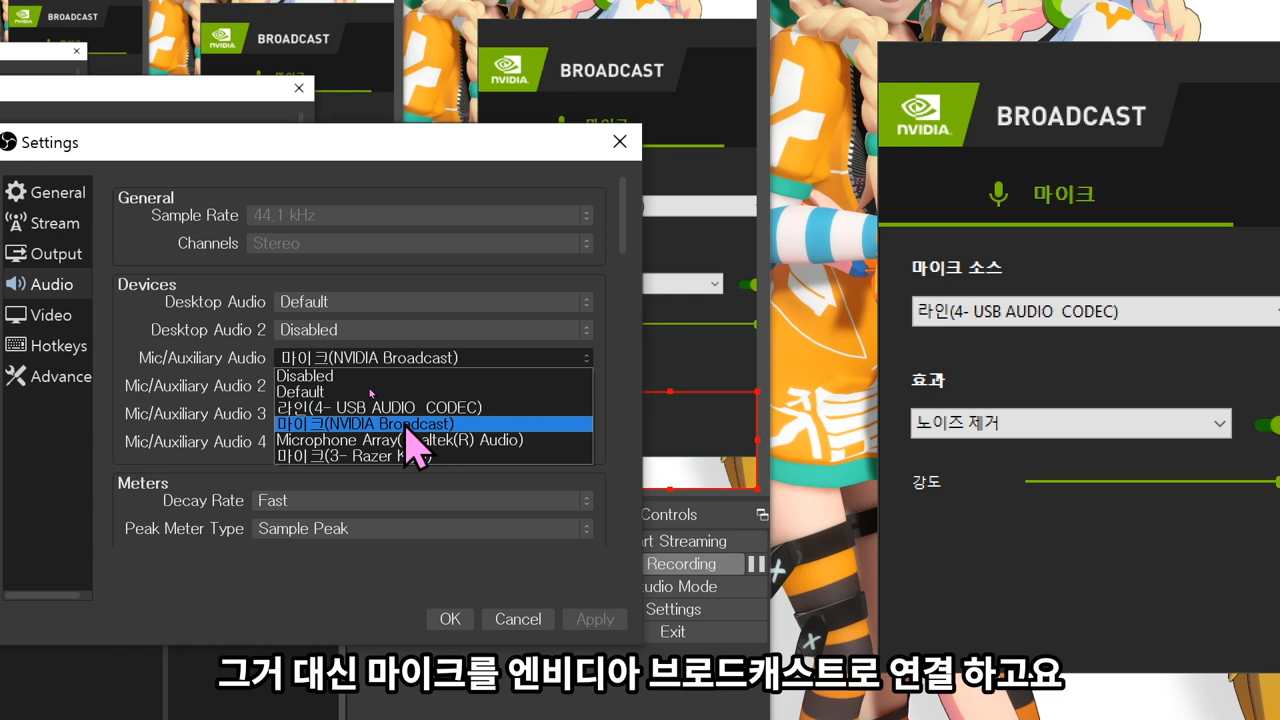 NVIDIA
BROADCAST
NVIDIA
BROADCAST
NVIDIA
BROADCAST
NVIDIA
BROADCAST
마이크
Settings
General
Stream
Output
Audio
Video
Hotkeys
Advance
General
Sample Rate 44.1 kHz
Channels Stereo
Devices
Desktop Audio Default
Desktop Audio 2 Disabled
Mic/Auxiliary Audio 마이크(NVIDIA Broadcast)
Mic/Auxiliary Audio 2
Mic/Auxiliary Audio 3
Mic/Auxiliary Audio 4
Disabled
Default
라인(4- USB AUDIO CODEC)
마이크(NVIDIA Broadcast)
Microphone Array( altek(R) Audio)
마이크(3- Razer K
Meters
Decay Rate Fast
Peak Meter Type Sample Peak
OK Cancel Apply
Controls
rt Streaming
Recording
udio Mode
Settings
Exit
마이크 소스
라인(4- USB AUDIO CODEC)
효과
노이즈 제거
강도
그거 대신 마이크를 엔비디아 브로드캐스트로 연결 하고요